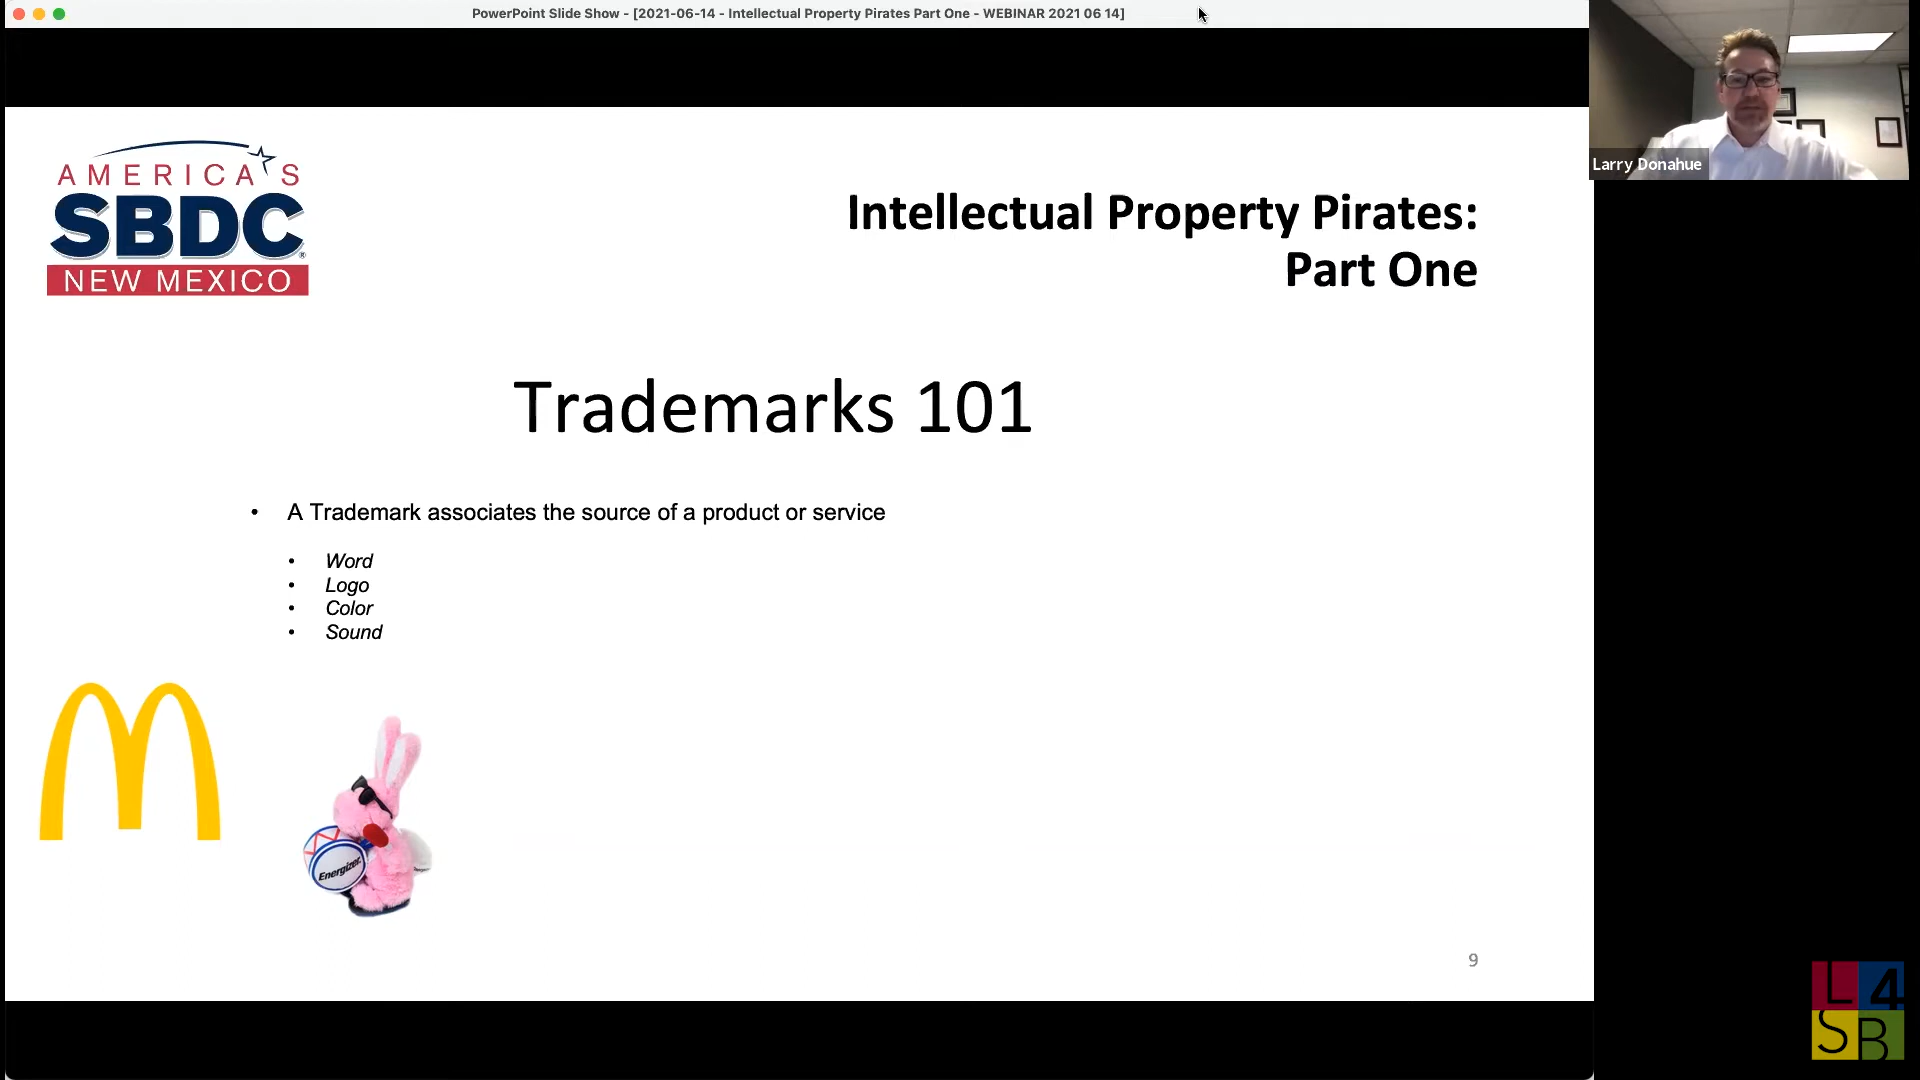 PowerPoint Slide Show - [2021-06-14 - Intellectual Property Pirates Part One - WEBINAR 2021 06 14]
Larry Donahue
AMERICA'S
SBDC
NEW MEXICO
Intellectual Property Pirates:
Part One
Trademarks 101
• A Trademark associates the source of a product or service
• Word
• Logo
• Color
• Sound
Energizer
9
L4
SB